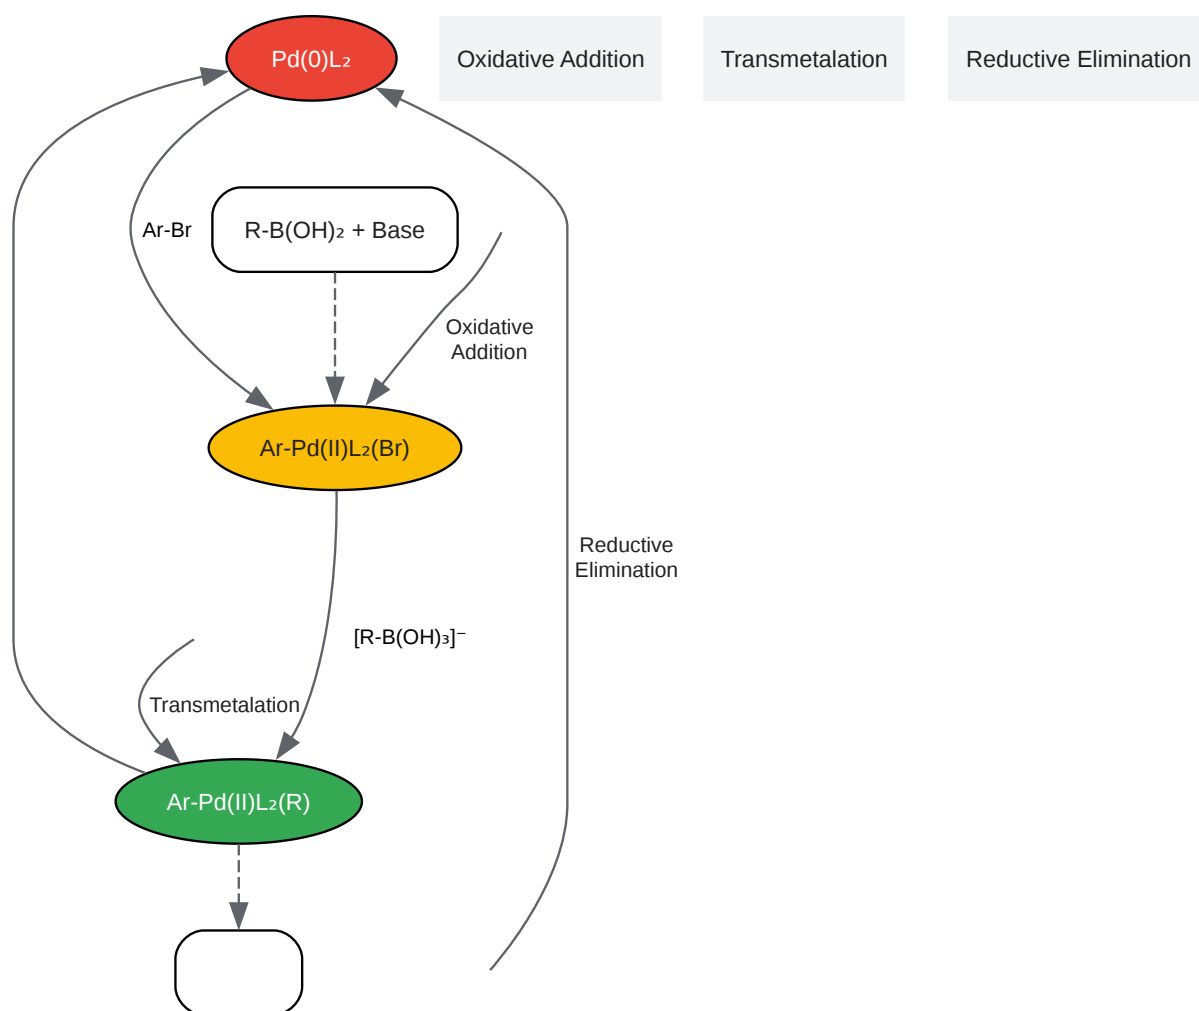 Pd(0)L₂
Oxidative Addition
Transmetalation
Reductive Elimination
Ar-Br
R-B(OH)₂ + Base
Oxidative
Addition
Ar-Pd(II)L₂(Br)
Reductive
Elimination
[R-B(OH)₃]⁻
Transmetalation
Ar-Pd(II)L₂(R)